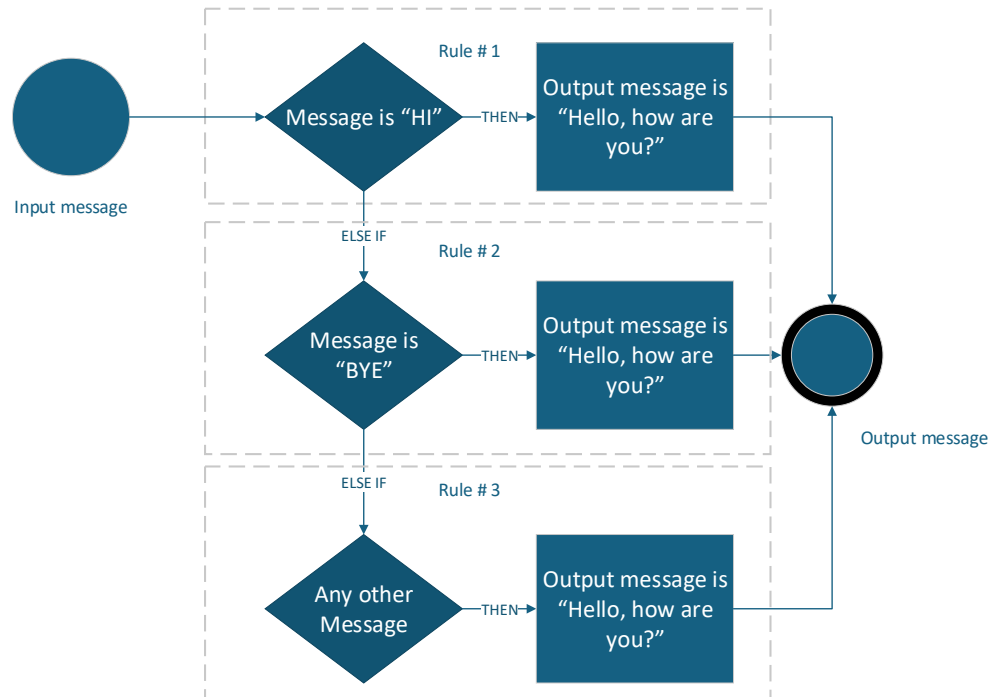 Rule # 1
Message is “HI”
THEN
Output message is
“Hello, how are
you?”
Input message
ELSE IF
Rule # 2
Message is
“BYE”
THEN
Output message is
“Hello, how are
you?”
Output message
ELSE IF
Rule # 3
Any other
Message
THEN
Output message is
“Hello, how are
you?”